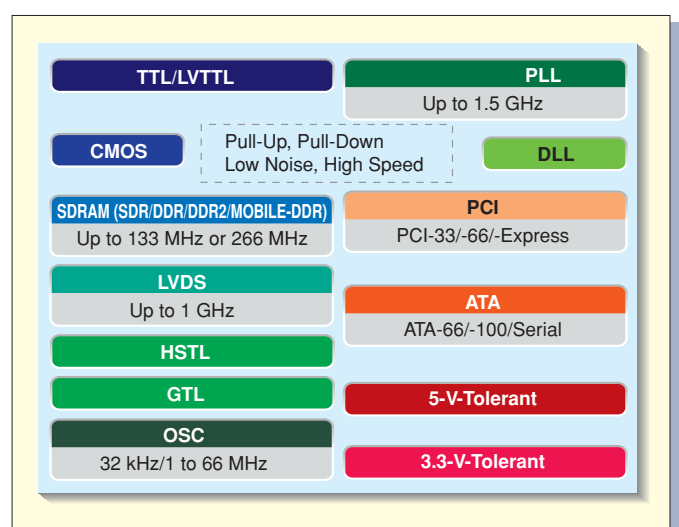 TTL/LVTTL
PLL
Up to 1.5 GHz
CMOS
Pull-Up, Pull-Down
Low Noise, High Speed
DLL
SDRAM (SDR/DDR/DDR2/MOBILE-DDR)
Up to 133 MHz or 266 MHz
PCI
PCI-33/-66/-Express
LVDS
Up to 1 GHz
ATA
ATA-66/-100/Serial
HSTL
GTL
5-V-Tolerant
OSC
32 kHz/1 to 66 MHz
3.3-V-Tolerant